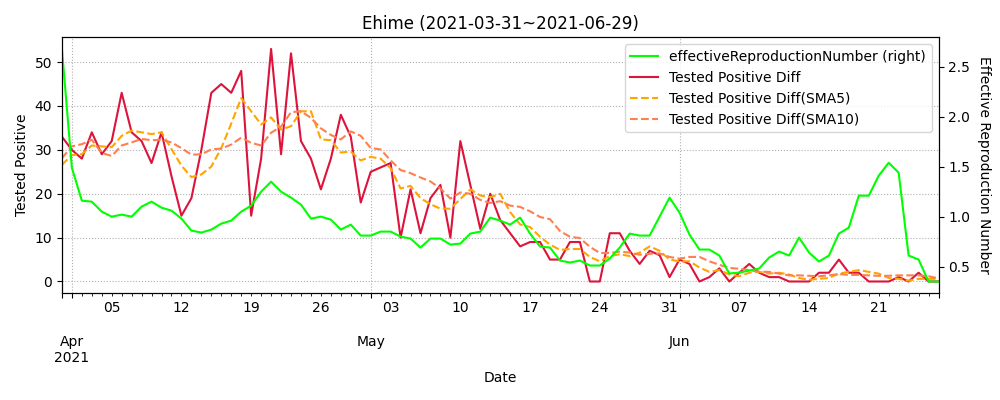 Ehime (2021-03-31~2021-06-29)
effectiveReproductionNumber (right)
Tested Positive Diff
Tested Positive Diff(SMA5)
Tested Positive Diff(SMA10)
Tested Positive
50
40
30
20
10
0
Effective Reproduction Number
2.5
2.0
1.5
1.0
0.5
05 12 19 26 03 10 17 24 31 07 14 21
Apr May Jun
2021
Date